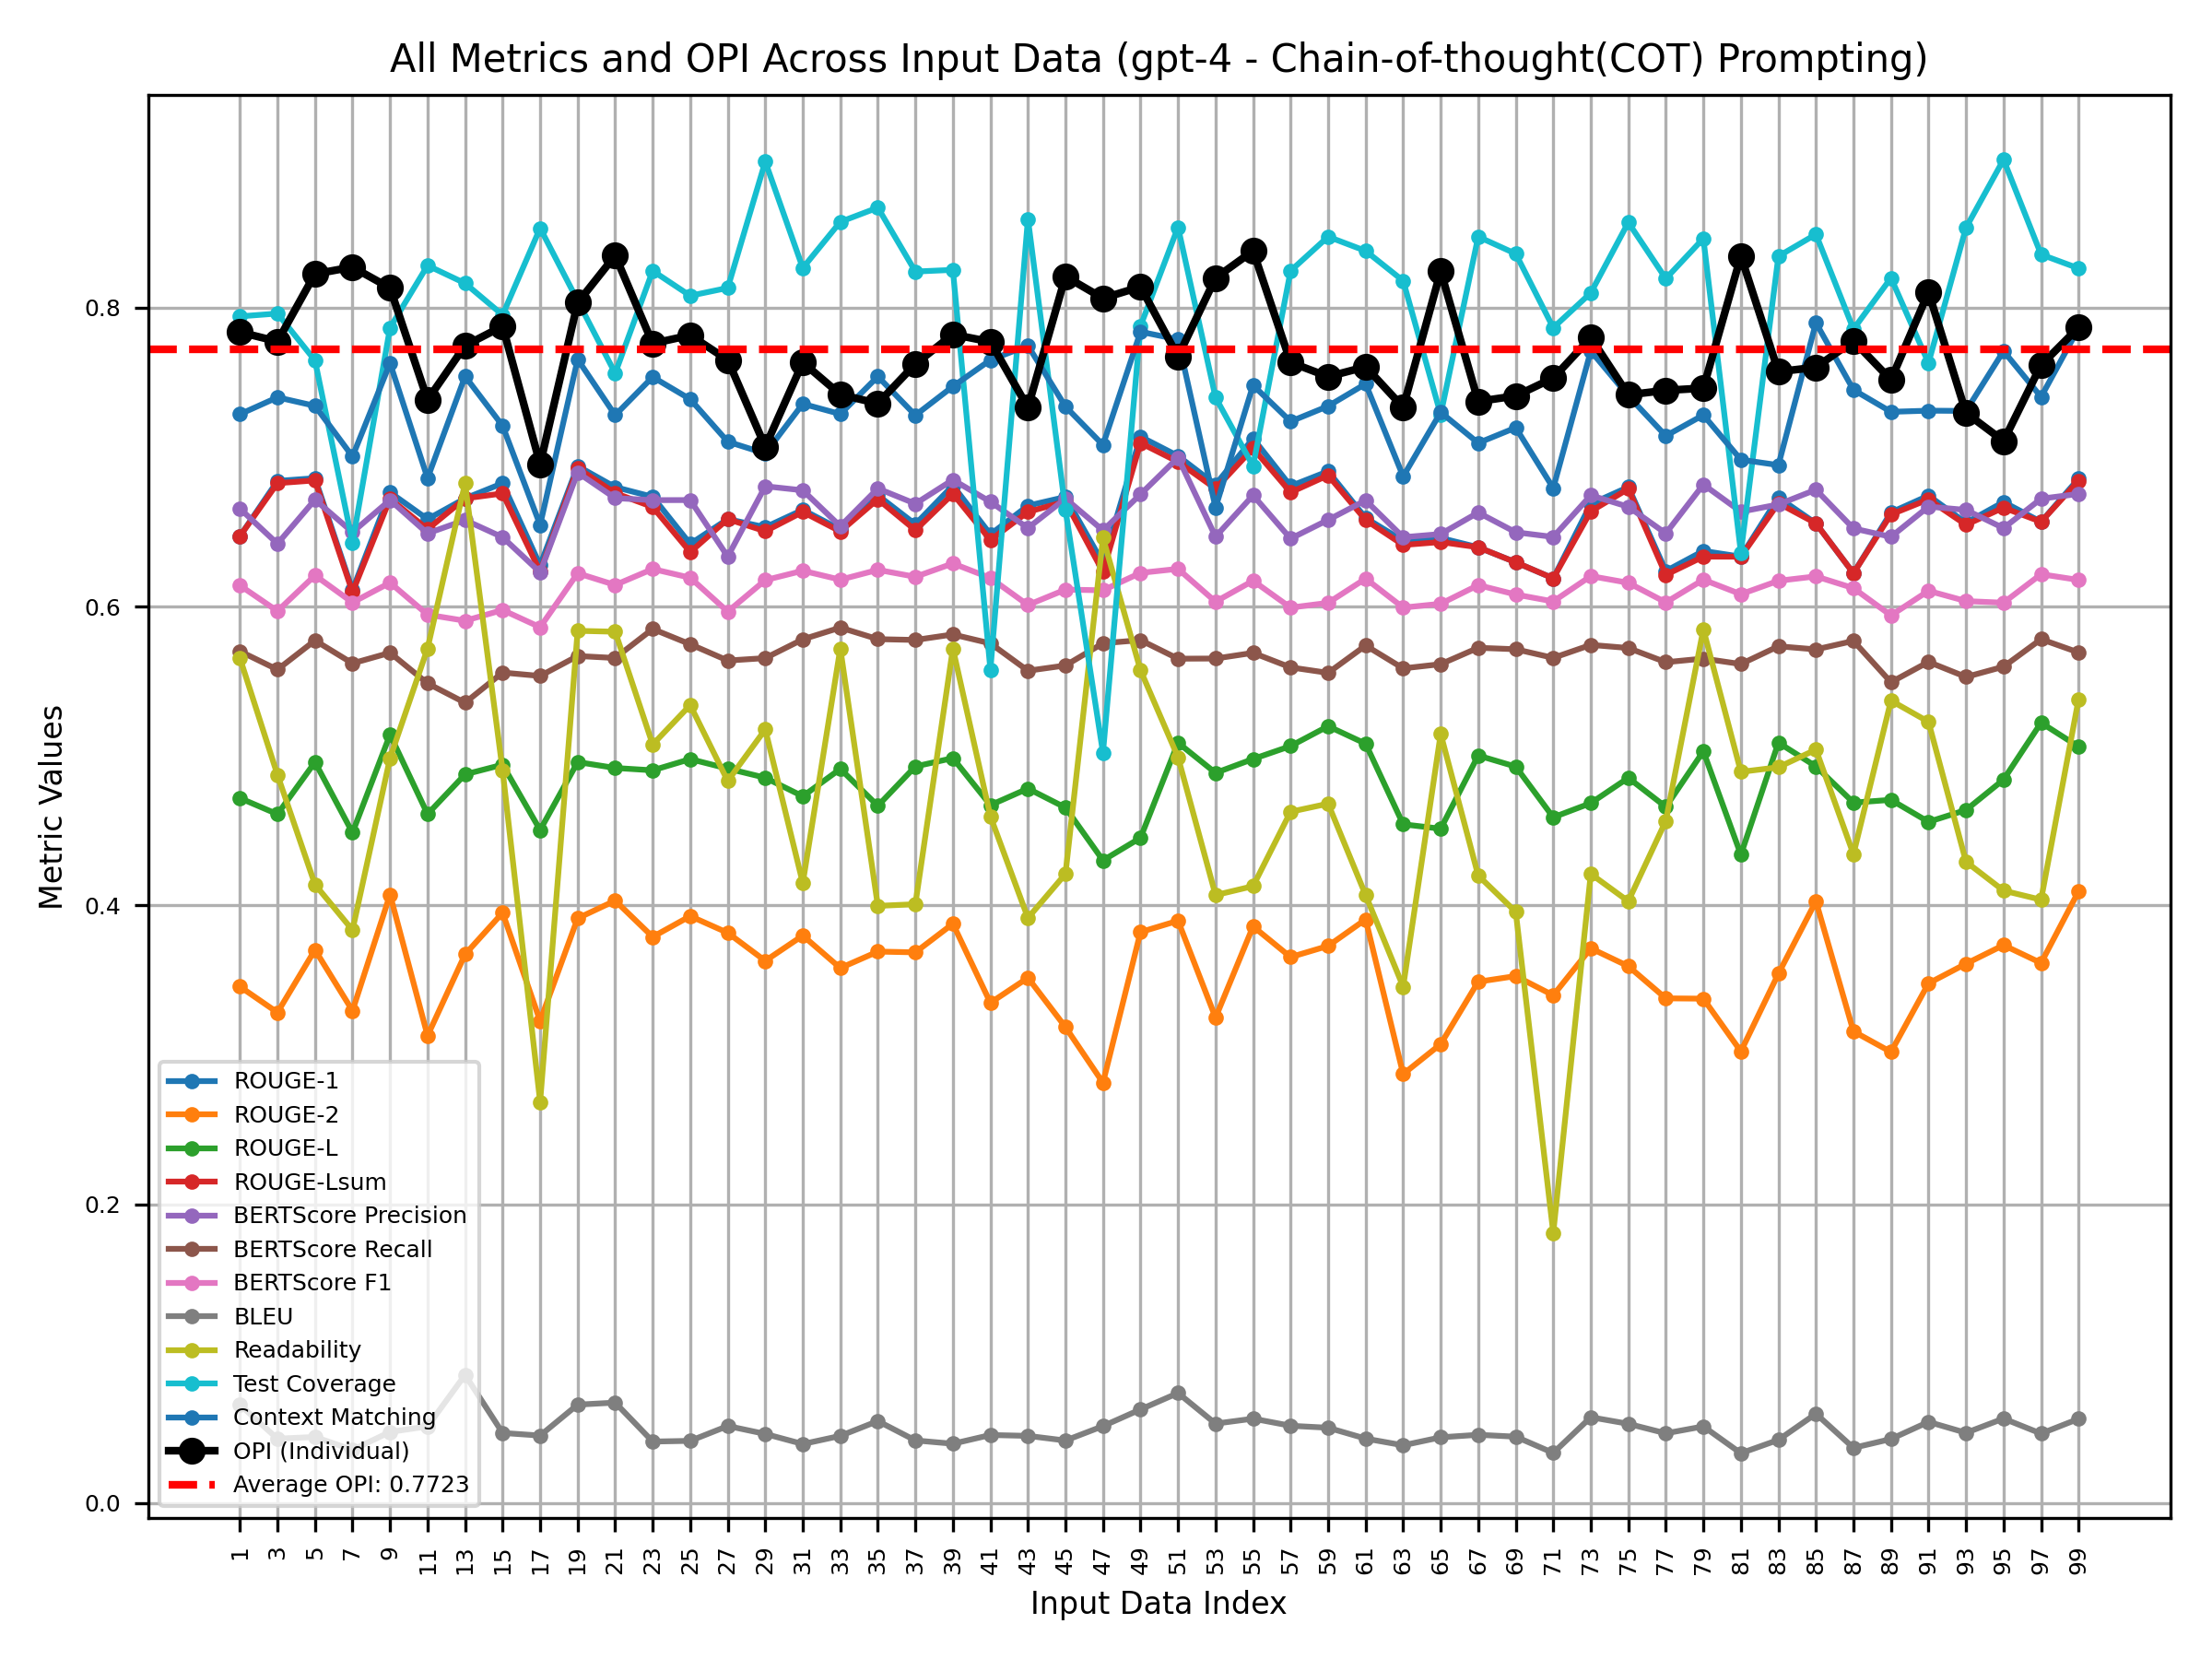 All Metrics and OPI Across Input Data (gpt-4 - Chain-of-thought(COT) Prompting)
Metric Values
0.8
0.6
0.4
0.2
0.0
ROUGE-1
ROUGE-2
ROUGE-L
ROUGE-Lsum
BERTScore Precision
BERTScore Recall
BERTScore F1
BLEU
Readability
Test Coverage
Context Matching
OPI (Individual)
Average OPI: 0.7723
1 3 5 7 9 11 13 15 17 19 21 23 25 27 29 31 33 35 37 39 41 43 45 47 49 51 53 55 57 59 61 63 65 67 69 71 73 75 77 79 81 83 85 87 89 91 93 95 97 99
Input Data Index